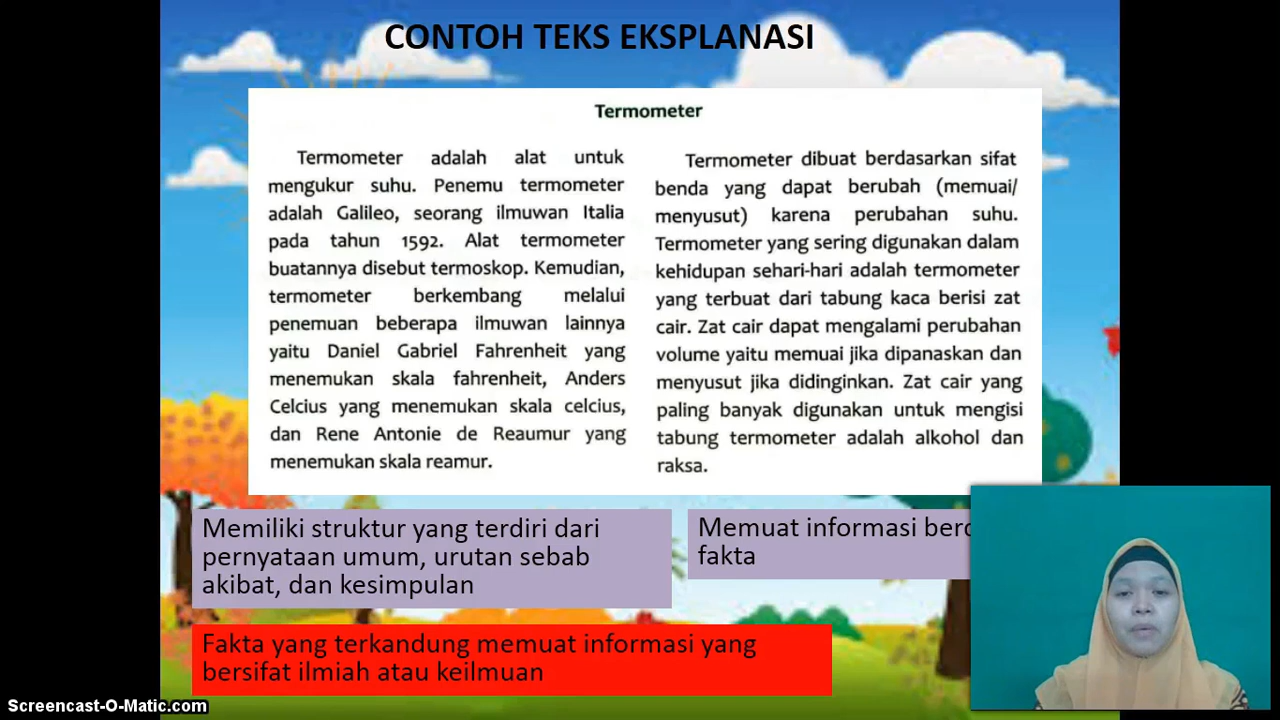 CONTOH TEKS EKSPLANASI
Termometer
Termometer adalah alat untuk
mengukur suhu. Penemu termometer
adalah Galileo, seorang ilmuwan Italia
pada tahun 1592. Alat termometer
buatannya disebut termoskop. Kemudian,
termometer berkembang melalui
penemuan beberapa ilmuwan lainnya
yaitu Daniel Gabriel Fahrenheit yang
menemukan skala fahrenheit, Anders
Celcius yang menemukan skala celcius,
dan Rene Antonie de Reaumur yang
menemukan skala reamur.
Termometer dibuat berdasarkan sifat
benda yang dapat berubah (memuai/
menyusut) karena perubahan suhu.
Termometer yang sering digunakan dalam
kehidupan sehari-hari adalah termometer
yang terbuat dari tabung kaca berisi zat
cair. Zat cair dapat mengalami perubahan
volume yaitu memuai jika dipanaskan dan
menyusut jika didinginkan. Zat cair yang
paling banyak digunakan untuk mengisi
tabung termometer adalah alkohol dan
raksa.
Memiliki struktur yang terdiri dari
pernyataan umum, urutan sebab
akibat, dan kesimpulan
Memuat informasi
fakta
Fakta yang terkandung memuat informasi yang
bersifat ilmiah atau keilmuan
Screencast-O-Matic.com